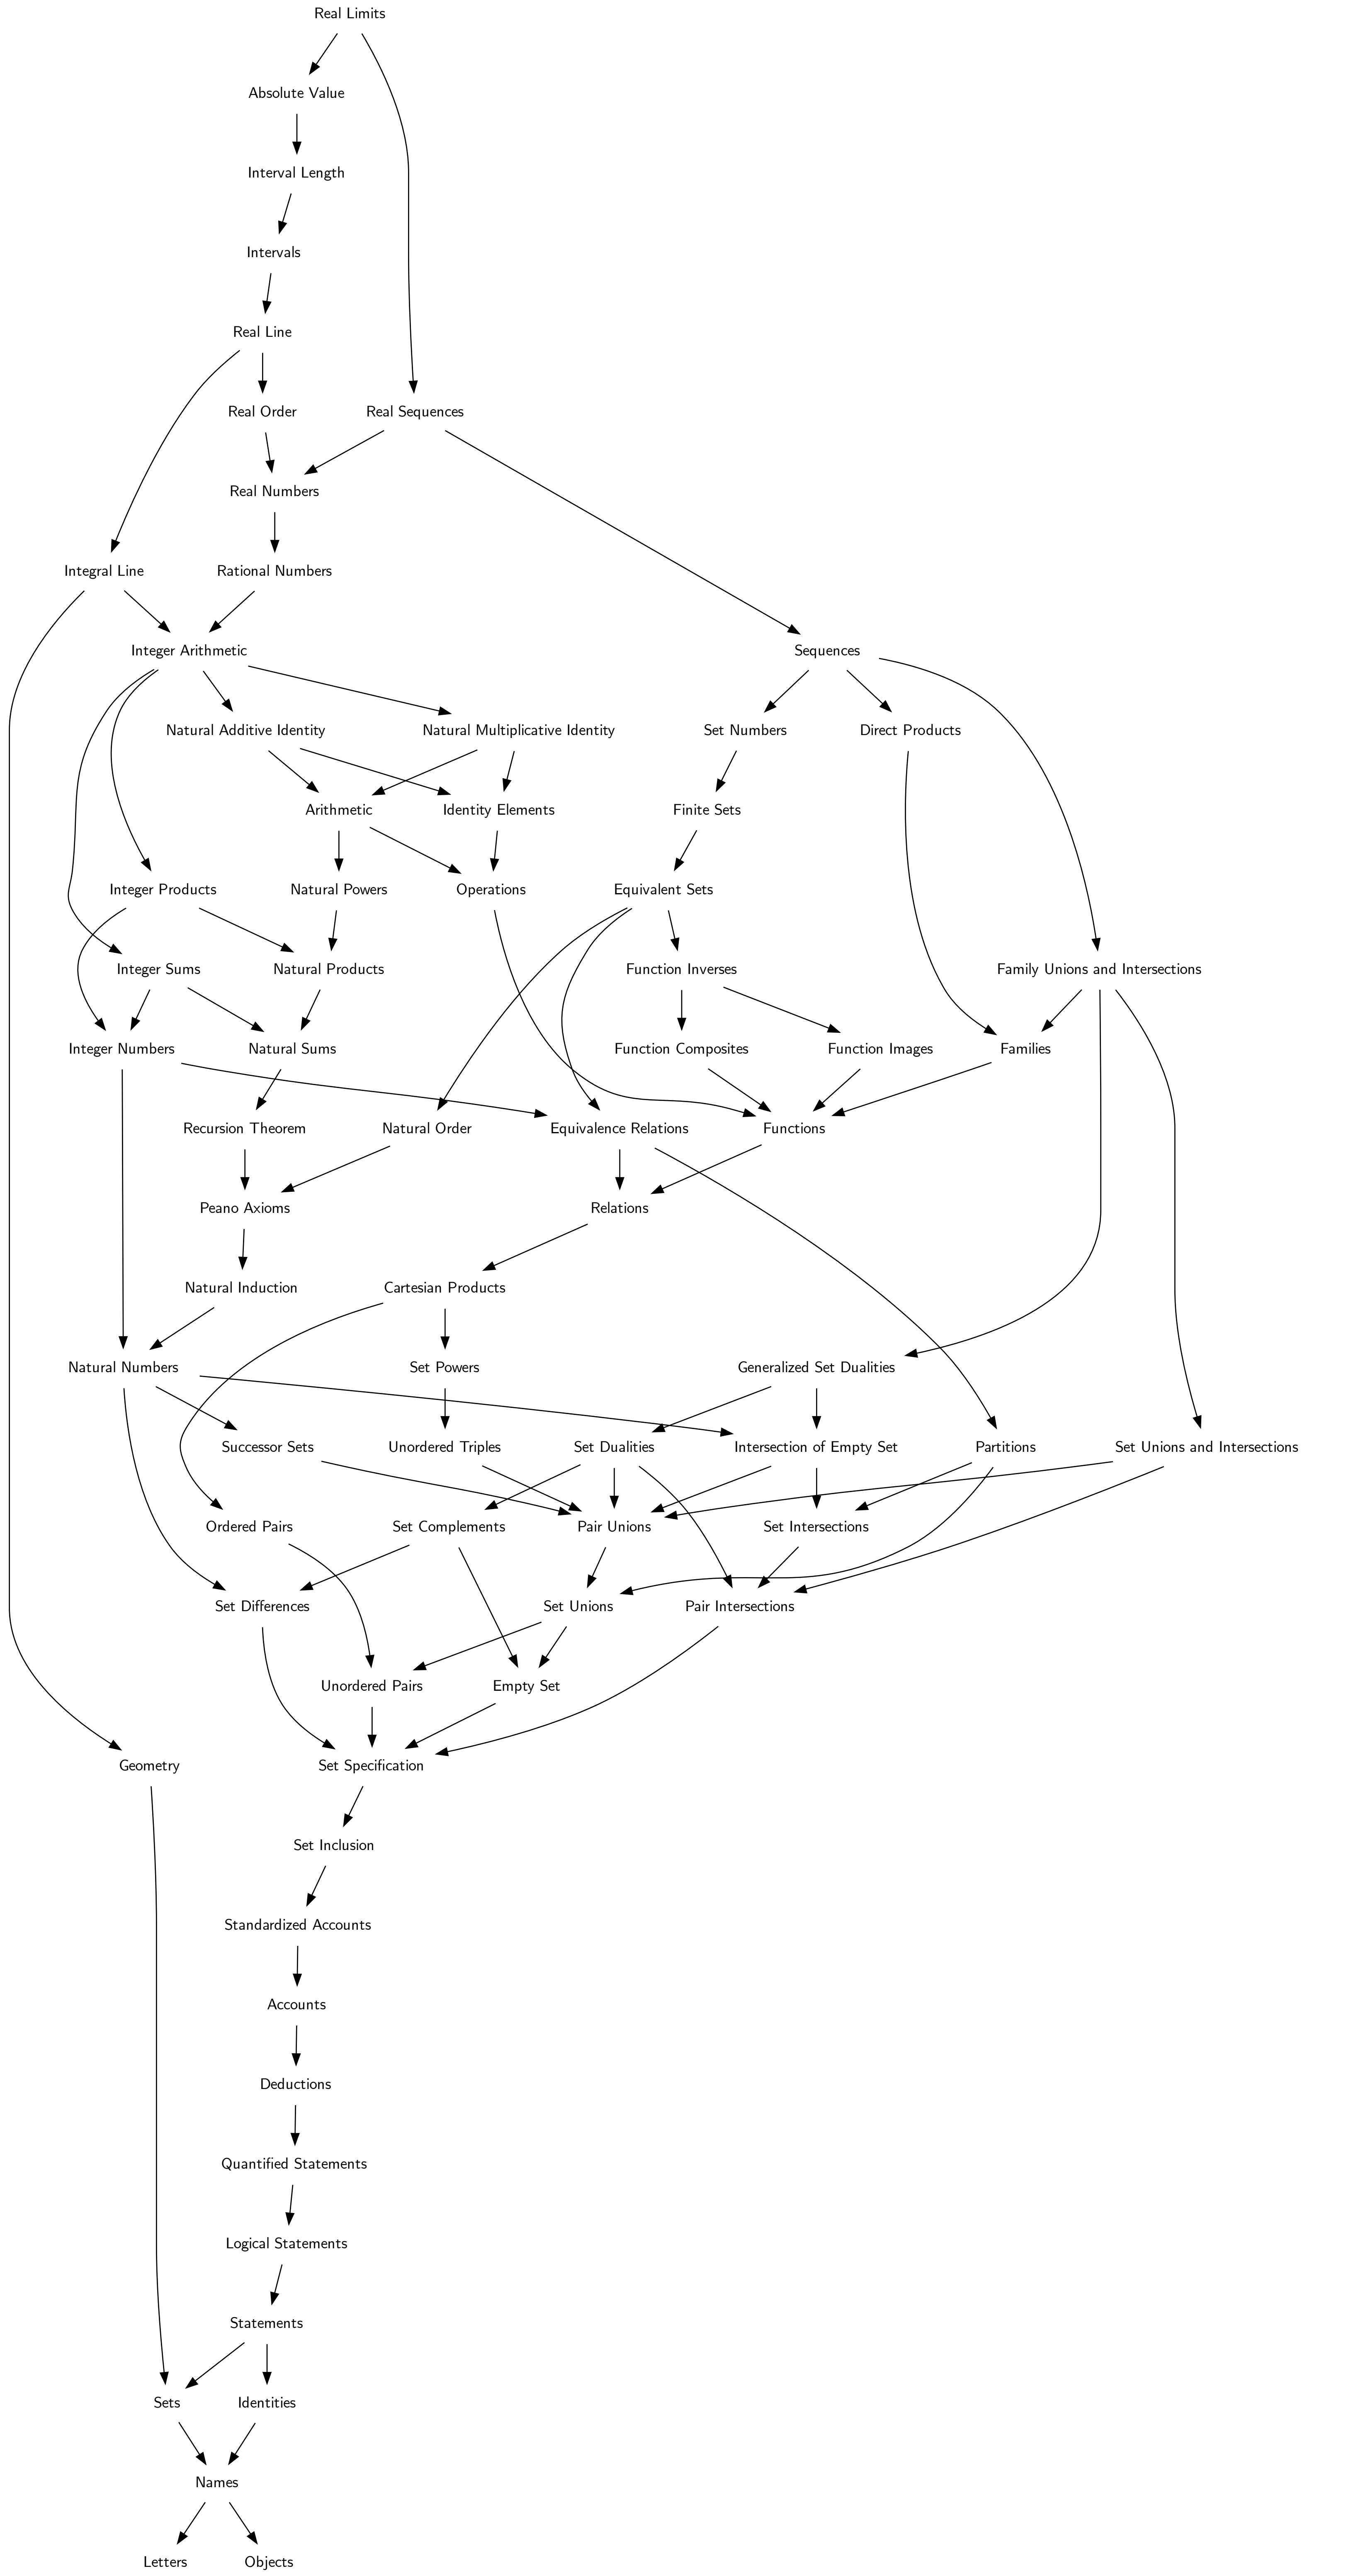 Real Limits
Absolute Value
Interval Length
Intervals
Real Line
Real Order
Real Sequences
Real Numbers
Integral Line
Rational Numbers
Integer Arithmetic
Sequences
Natural Additive Identity
Natural Multiplicative Identity
Set Numbers
Direct Products
Arithmetic
Identity Elements
Finite Sets
Integer Products
Natural Powers
Operations
Equivalent Sets
Integer Sums
Natural Products
Function Inverses
Family Unions and Intersections
Integer Numbers
Natural Sums
Function Composites
Function Images
Families
Recursion Theorem
Natural Order
Equivalence Relations
Functions
Peano Axioms
Relations
Natural Induction
Cartesian Products
Natural Numbers
Set Powers
Generalized Set Dualities
Successor Sets
Unordered Triples
Set Dualities
Intersection of Empty Set
Partitions
Set Unions and Intersections
Ordered Pairs
Set Complements
Pair Unions
Set Intersections
Set Differences
Set Unions
Pair Intersections
Unordered Pairs
Empty Set
Geometry
Set Specification
Set Inclusion
Standardized Accounts
Accounts
Deductions
Quantified Statements
Logical Statements
Statements
Sets
Identities
Names
Letters
Objects